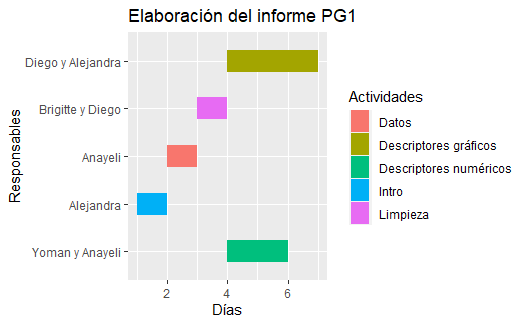 Elaboración del informe PG1
Responsables
Diego y Alejandra
Brigitte y Diego
Anayeli
Alejandra
Yoman y Anayeli
2 4 6
Días
Actividades
Datos
Descriptores gráficos
Descriptores numéricos
Intro
Limpieza